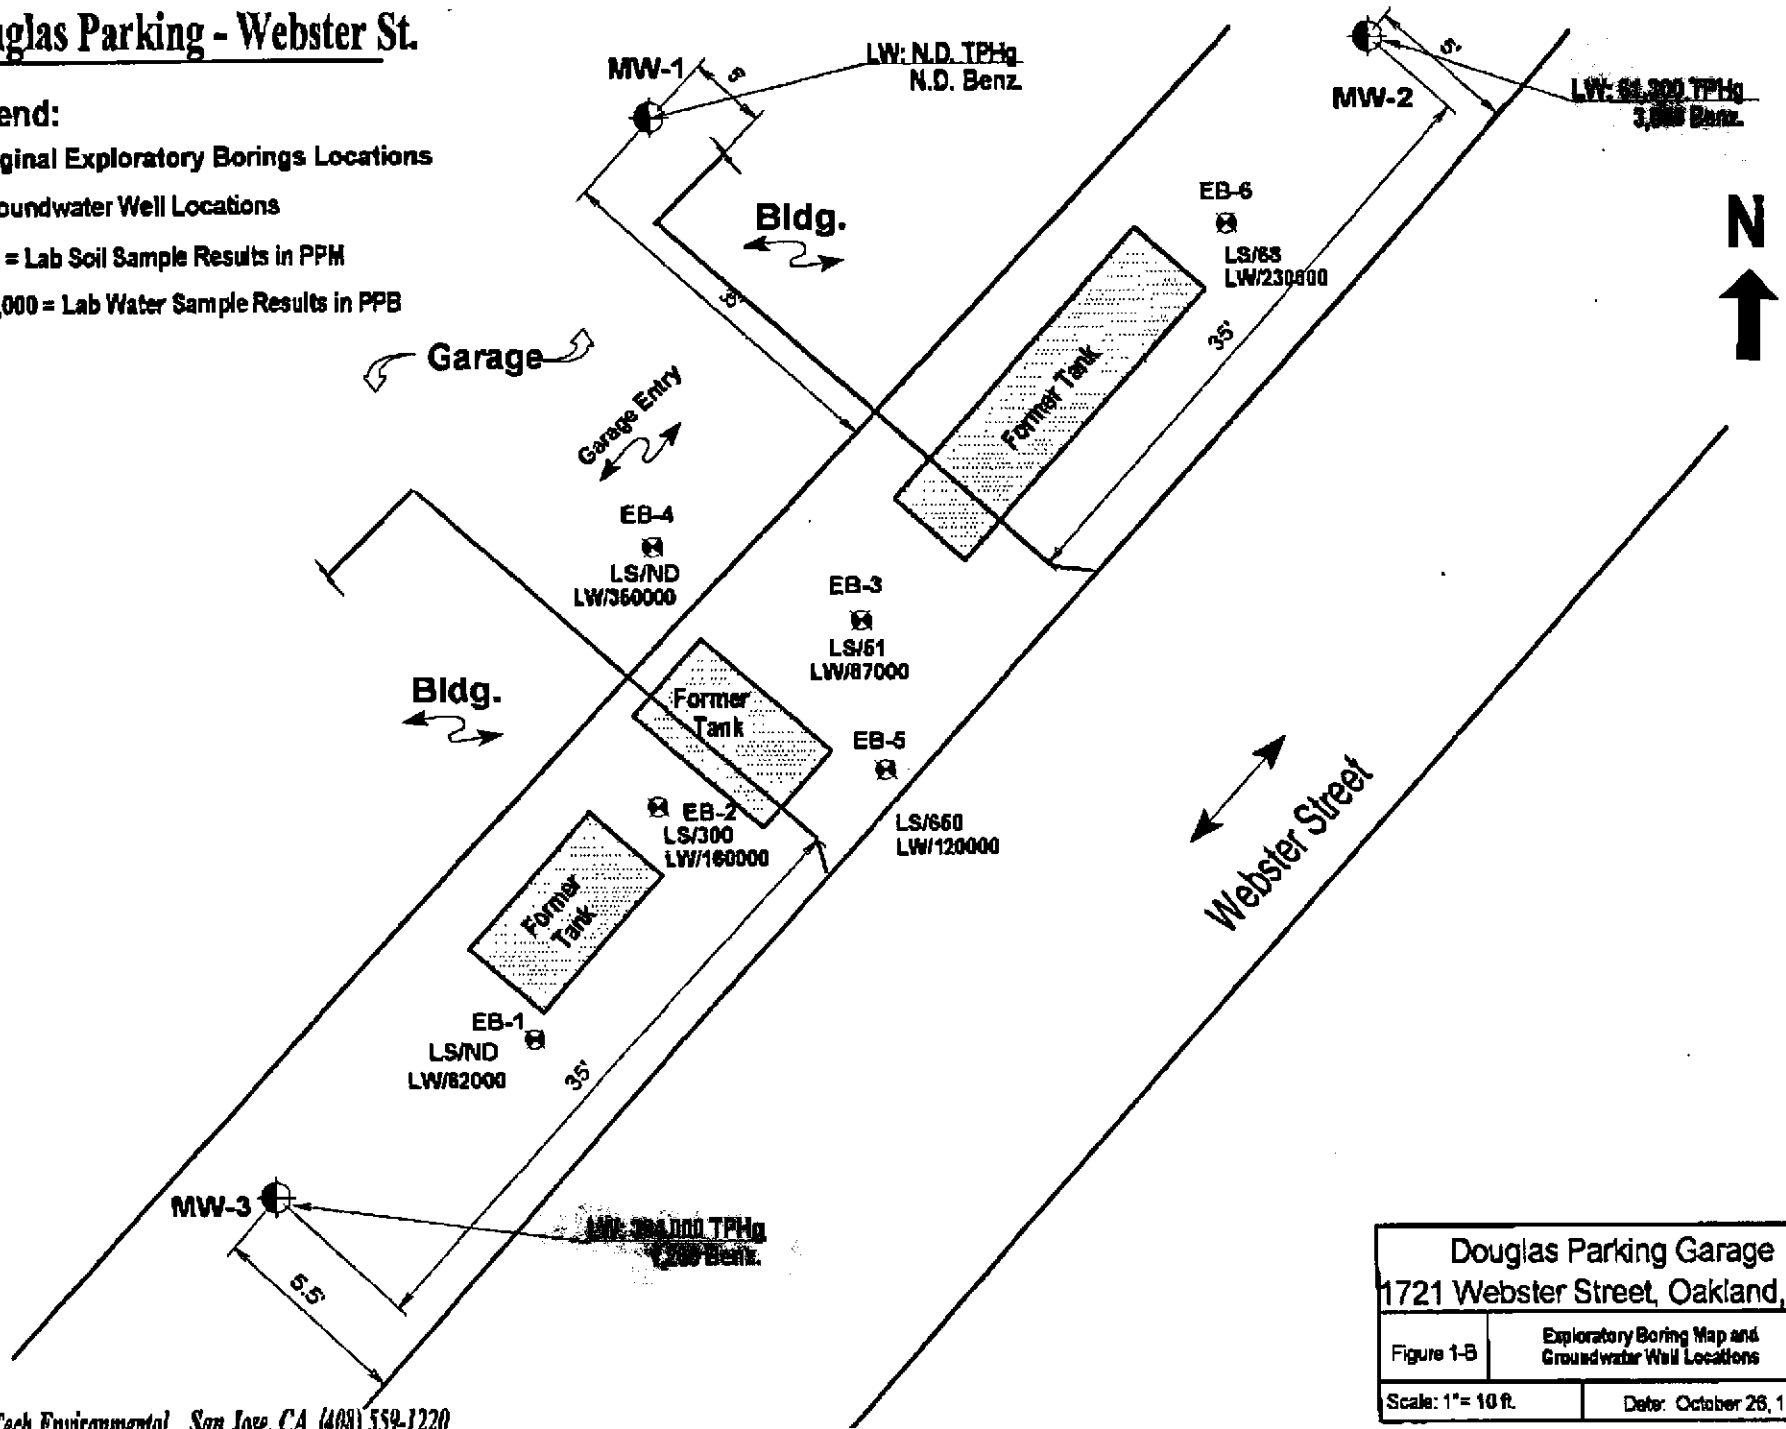 uglas Parking - Webster St.
end:
ginal Exploratory Borings Locations
oundwater Well Locations
= Lab Soil Sample Results in PPM
,000 = Lab Water Sample Results in PPB
MW-1
LW: N.D. TPHg
N.D. Benz.
MW-2
5'
TPHg
Benz.
N
Bldg.
35'
EB-6
LS/68
LW/230000
Garage
Garage Entry
Former Tank
35'
EB-4
LS/ND
LW/360000
EB-3
LS/61
LW/87000
Bldg.
Former
Tank
EB-5
LS/660
LW/120000
EB-2
LS/300
LW/160000
Former
Tank
Webster Street
EB-1
LS/ND
LW/82000
35'
MW-3
5.5'
LW: TPHg
Benz.
Douglas Parking Garage
1721 Webster Street, Oakland,
Figure 1-B
Exploratory Boring Map and
Groundwater Well Locations
Scale: 1"= 10 ft.
Date: October 26, 1
Tech Environmental San Jose, CA (408) 559-1220